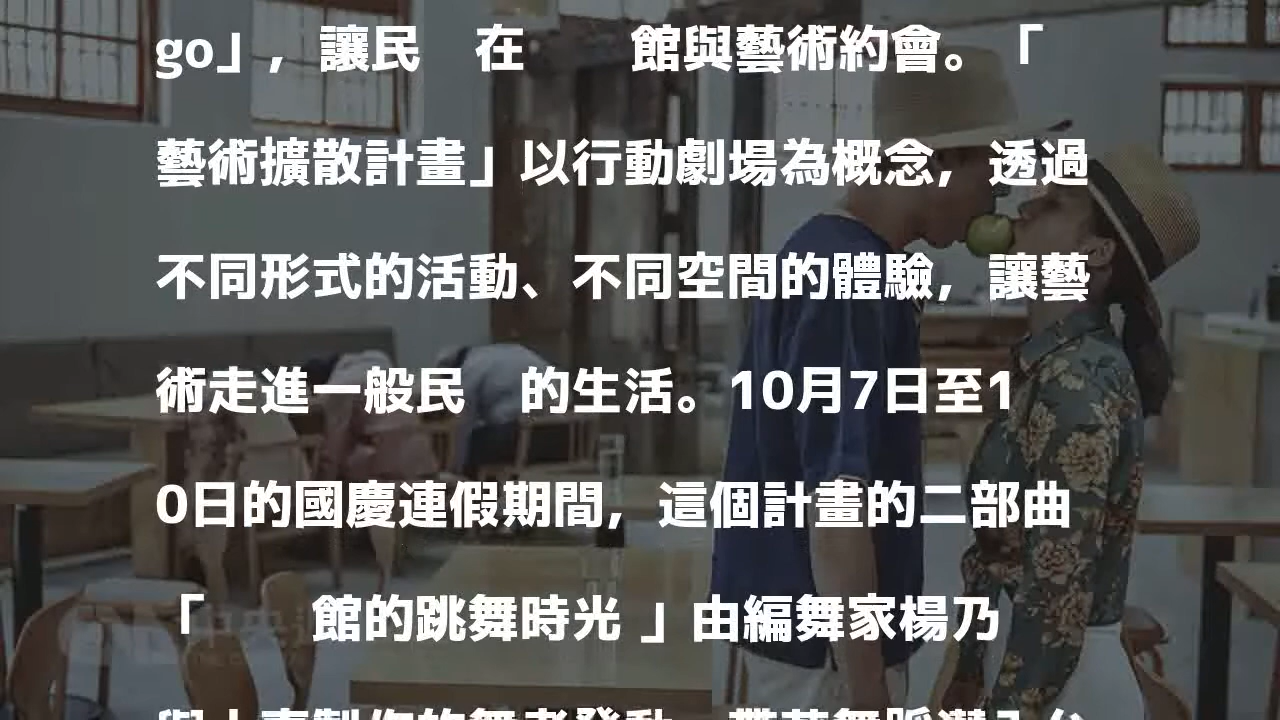 go」，讓民 在 館與藝術約會。「
藝術擴散計畫」以行動劇場為概念，透過
不同形式的活動、不同空間的體驗，讓藝
術走進一般民 的生活。10月7日至1
0日的國慶連假期間，這個計畫的二部曲
「 館的跳舞時光 」由編舞家楊乃